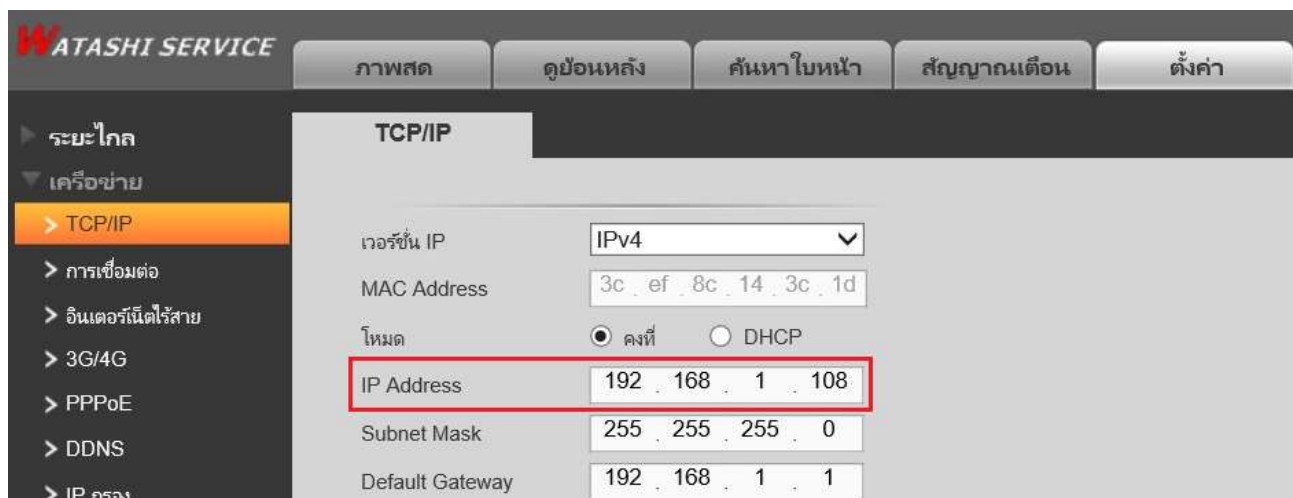 WATASHI SERVICE
ภาพสด ดูย้อนหลัง ค้นหาใบหน้า สัญญาณเตือน ตั้งค่า
ระยะไกล
เครือข่าย
TCP/IP
การเชื่อมต่อ
อินเตอร์เน็ตไร้สาย
3G/4G
PPPoE
DDNS
IP กรอง
TCP/IP
เวอร์ชั่น IP IPv4
MAC Address 3c . ef . 8c . 14 . 3c . 1d
โหมด คงที่ DHCP
IP Address 192 . 168 . 1 . 108
Subnet Mask 255 . 255 . 255 . 0
Default Gateway 192 . 168 . 1 . 1